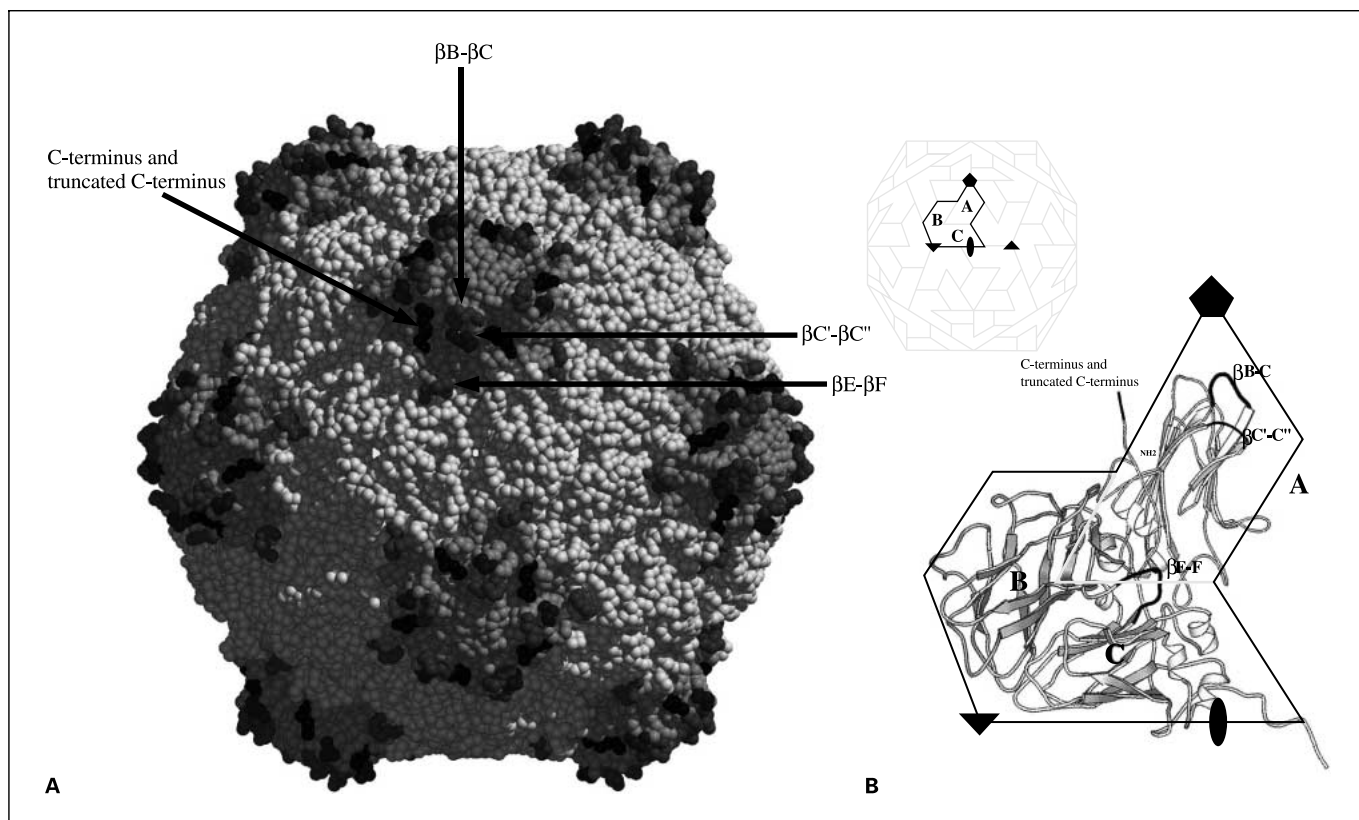 βB-βC
C-terminus and
truncated C-terminus
βC'-βC"
βE-βF
A
A
B
C
C-terminus and
truncated C-terminus
βB-C
βC'-C"
NH2
A
βE-F
B
C
B